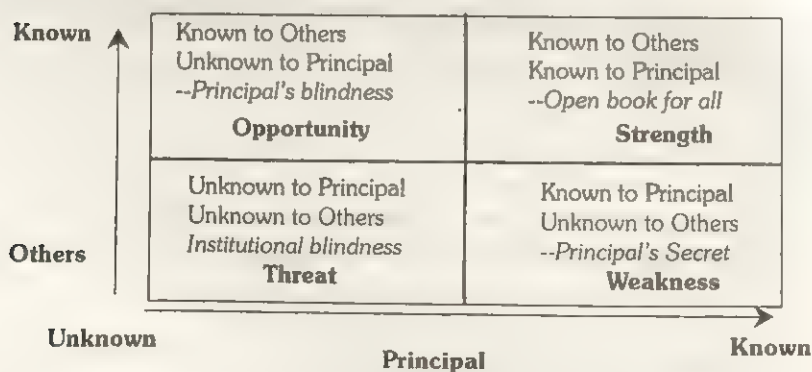 Known
Known to Others
Unknown to Principal
--Principal's blindness
Opportunity
Known to Others
Known to Principal
--Open book for all
Strength
Unknown to Principal
Unknown to Others
Institutional blindness
Threat
Known to Principal
Unknown to Others
--Principal's Secret
Weakness
Others
Unknown
Principal
Known